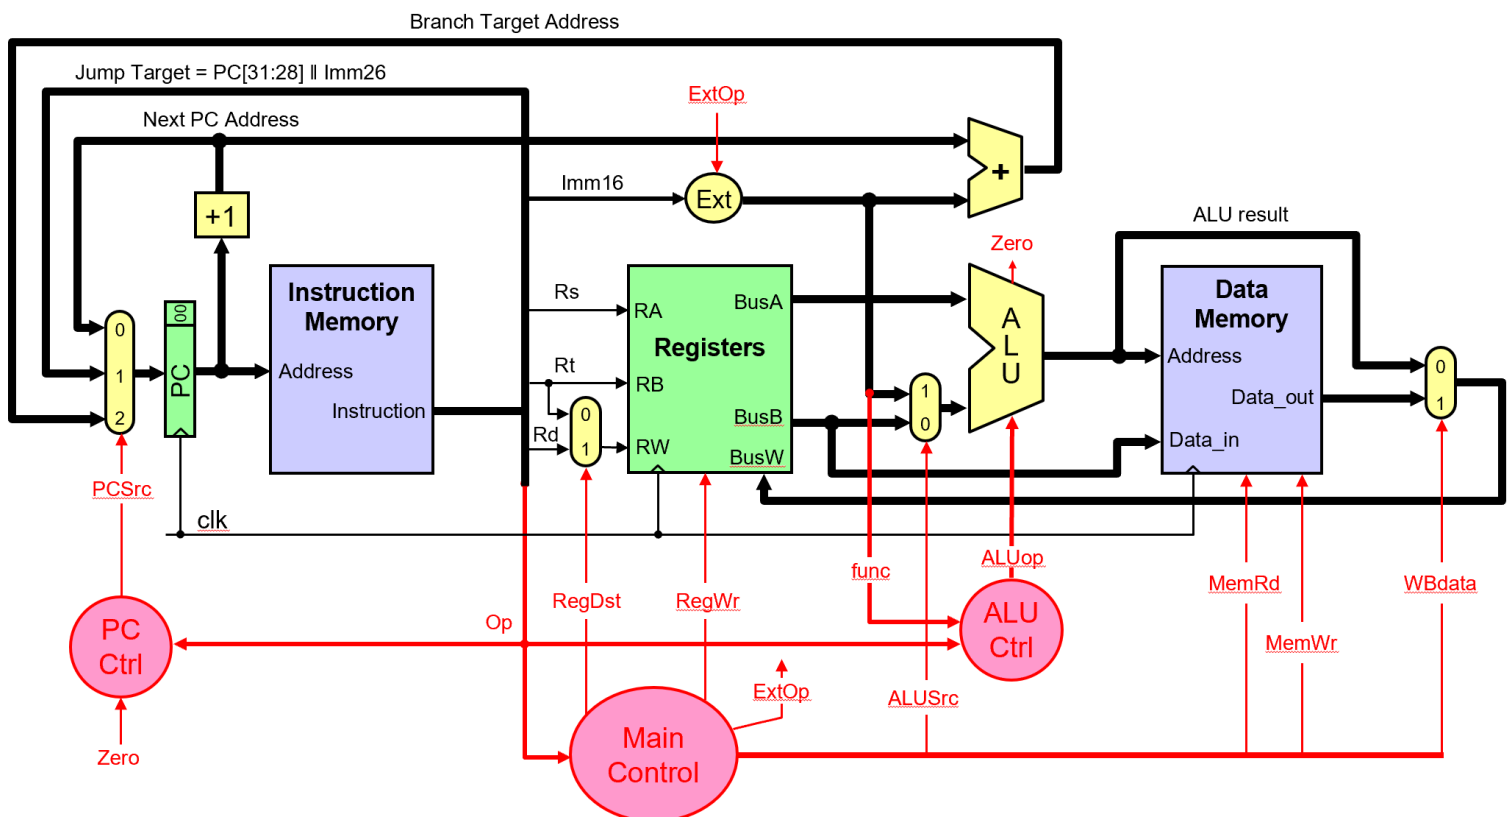 Branch Target Address
Jump Target = PC[31:28] ‖ Imm26
ExtOp
Next PC Address
Imm16
Ext
+
+1
ALU result
Zero
Instruction
Memory
00
Rs
RA
BusA
A
L
U
Data
Memory
0
Registers
Address
0
1
PC
Address
Rt
RB
1
Data_out
1
Instruction
0
BusB
0
2
Rd
1
RW
BusW
Data_in
PCSrc
clk
func
ALUop
RegDst
RegWr
MemRd
WBdata
PC
Ctrl
Op
ALU
Ctrl
MemWr
ExtOp
ALUSrc
Zero
Main
Control